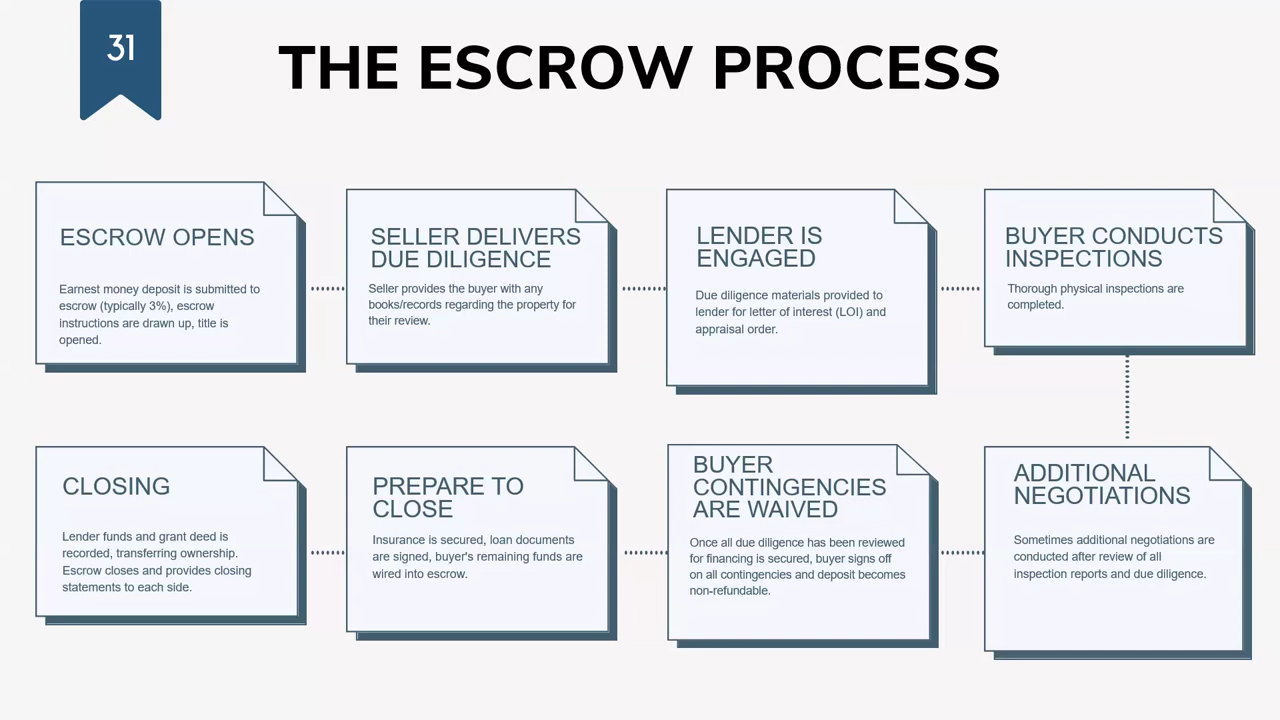 31
THE ESCROW PROCESS
ESCROW OPENS
Earnest money deposit is submitted to
escrow (typically 3%), escrow
instructions are drawn up, title is
opened.
SELLER DELIVERS
DUE DILIGENCE
Seller provides the buyer with any
books/records regarding the property for
their review.
LENDER IS
ENGAGED
Due diligence materials provided to
lender for letter of interest (LOI) and
appraisal order.
BUYER CONDUCTS
INSPECTIONS
Thorough physical inspections are
completed.
ADDITIONAL
NEGOTIATIONS
Sometimes additional negotiations are
conducted after review of all
inspection reports and due diligence.
BUYER
CONTINGENCIES
ARE WAIVED
Once all due diligence has been reviewed
for financing is secured, buyer signs off
on all contingencies and deposit becomes
non-refundable.
PREPARE TO
CLOSE
Insurance is secured, loan documents
are signed, buyer's remaining funds are
wired into escrow.
CLOSING
Lender funds and grant deed is
recorded, transferring ownership.
Escrow closes and provides closing
statements to each side.